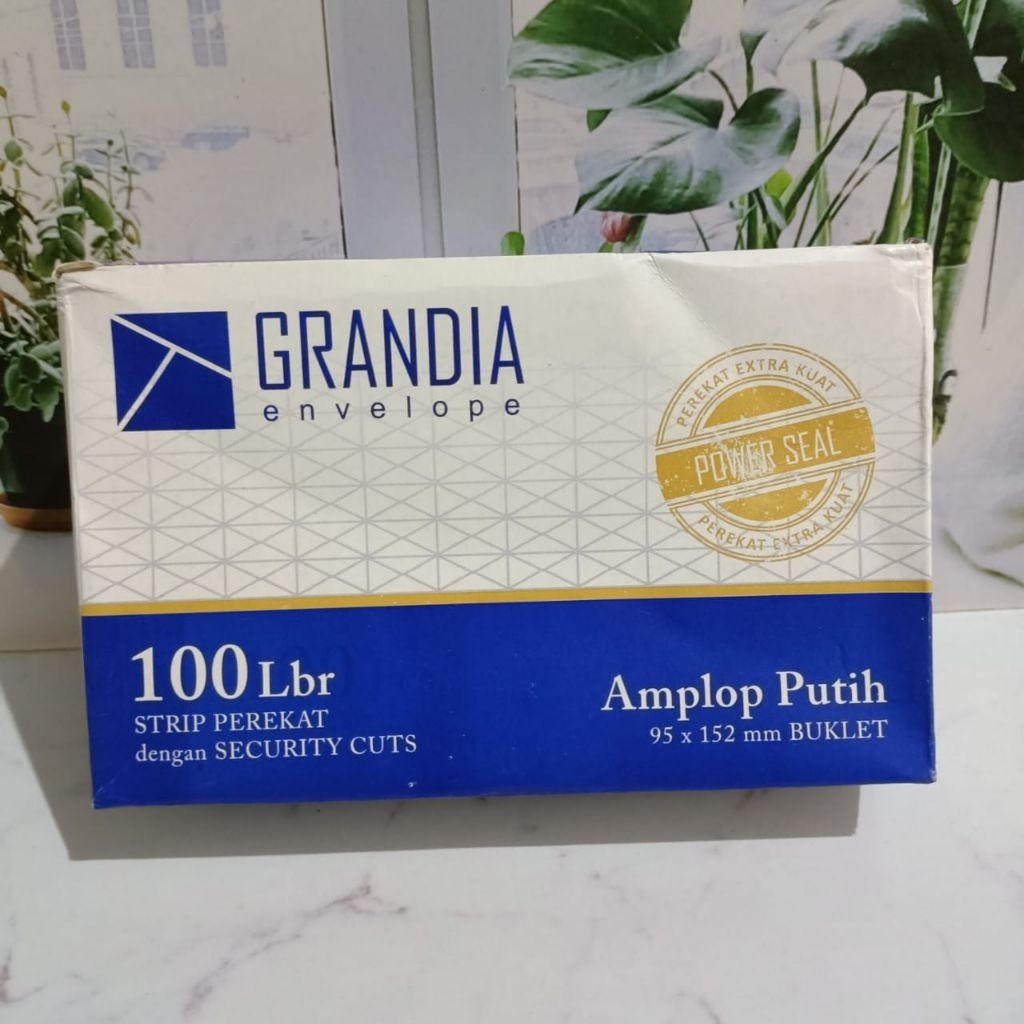 GRANDIA
envelope
PEREKAT EXTRA KUAT
POWER SEAL
PEREKAT EXTRA KUAT
100 Lbr
STRIP PEREKAT
dengan SECURITY CUTS
Amplop Putih
95 x 152 mm BUKLET